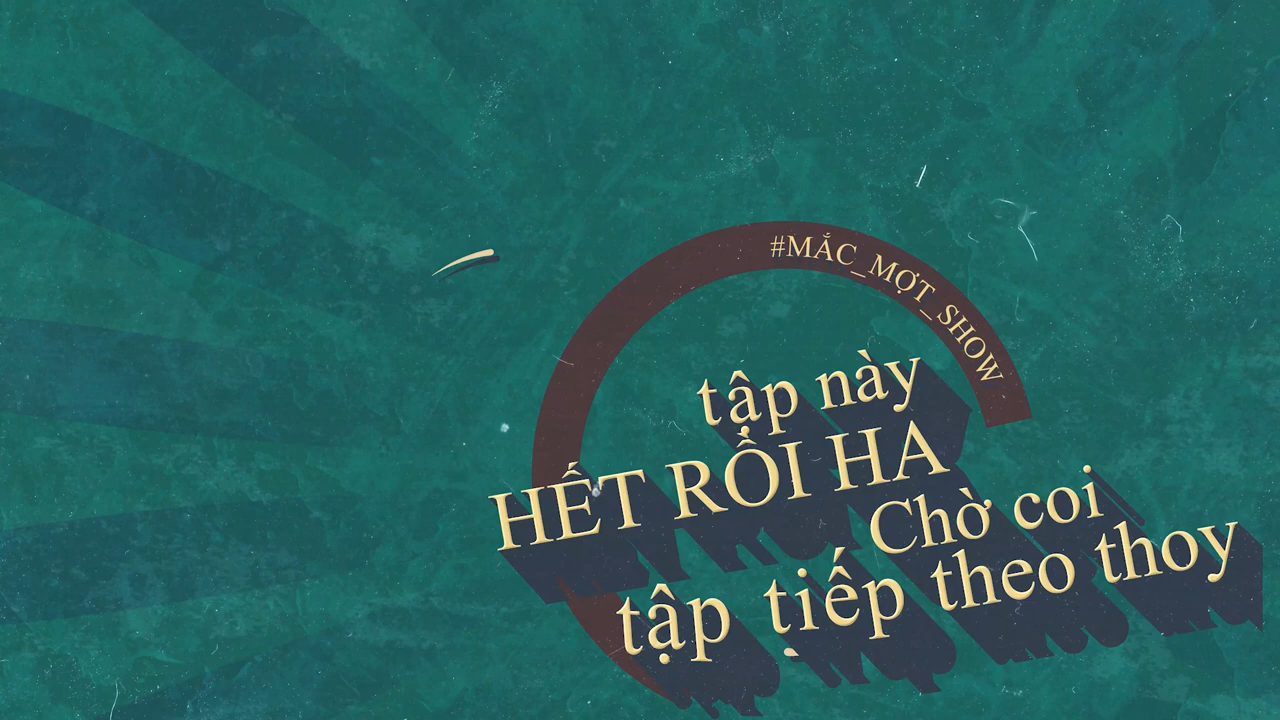 #MẮC_MỢT_SHOW
tập này
HẾT RỒI HA
Chờ coi
tập tiếp theo thoy